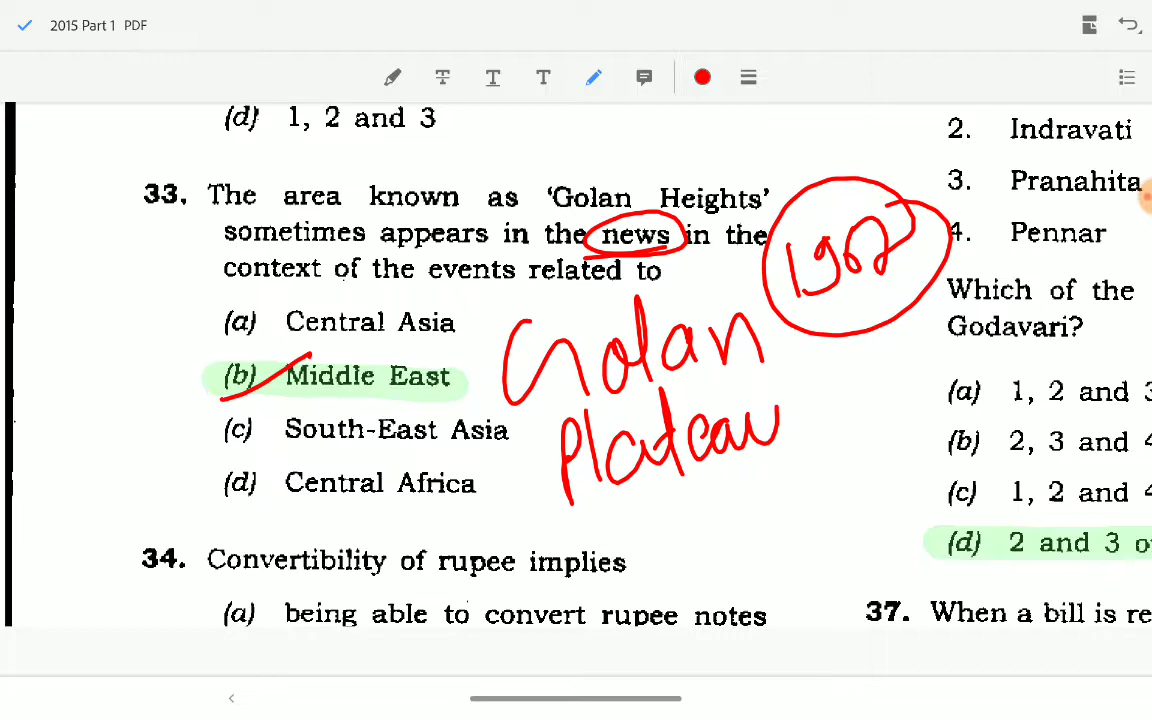 2015 Part 1 PDF
(d) 1, 2 and 3
33. The area known as 'Golan Heights'
sometimes appears in the news in the
context of the events related to
(a) Central Asia
(b) Middle East
(c) South-East Asia
(d) Central Africa
Golan
Plateau
34. Convertibility of rupee implies
(a) being able to convert rupee notes
2. Indravati
3. Pranahita
4. Pennar
Which of the
Godavari?
(a) 1, 2 and 3
(b) 2, 3 and 4
(c) 1, 2 and 4
(d) 2 and 3 o
37. When a bill is re